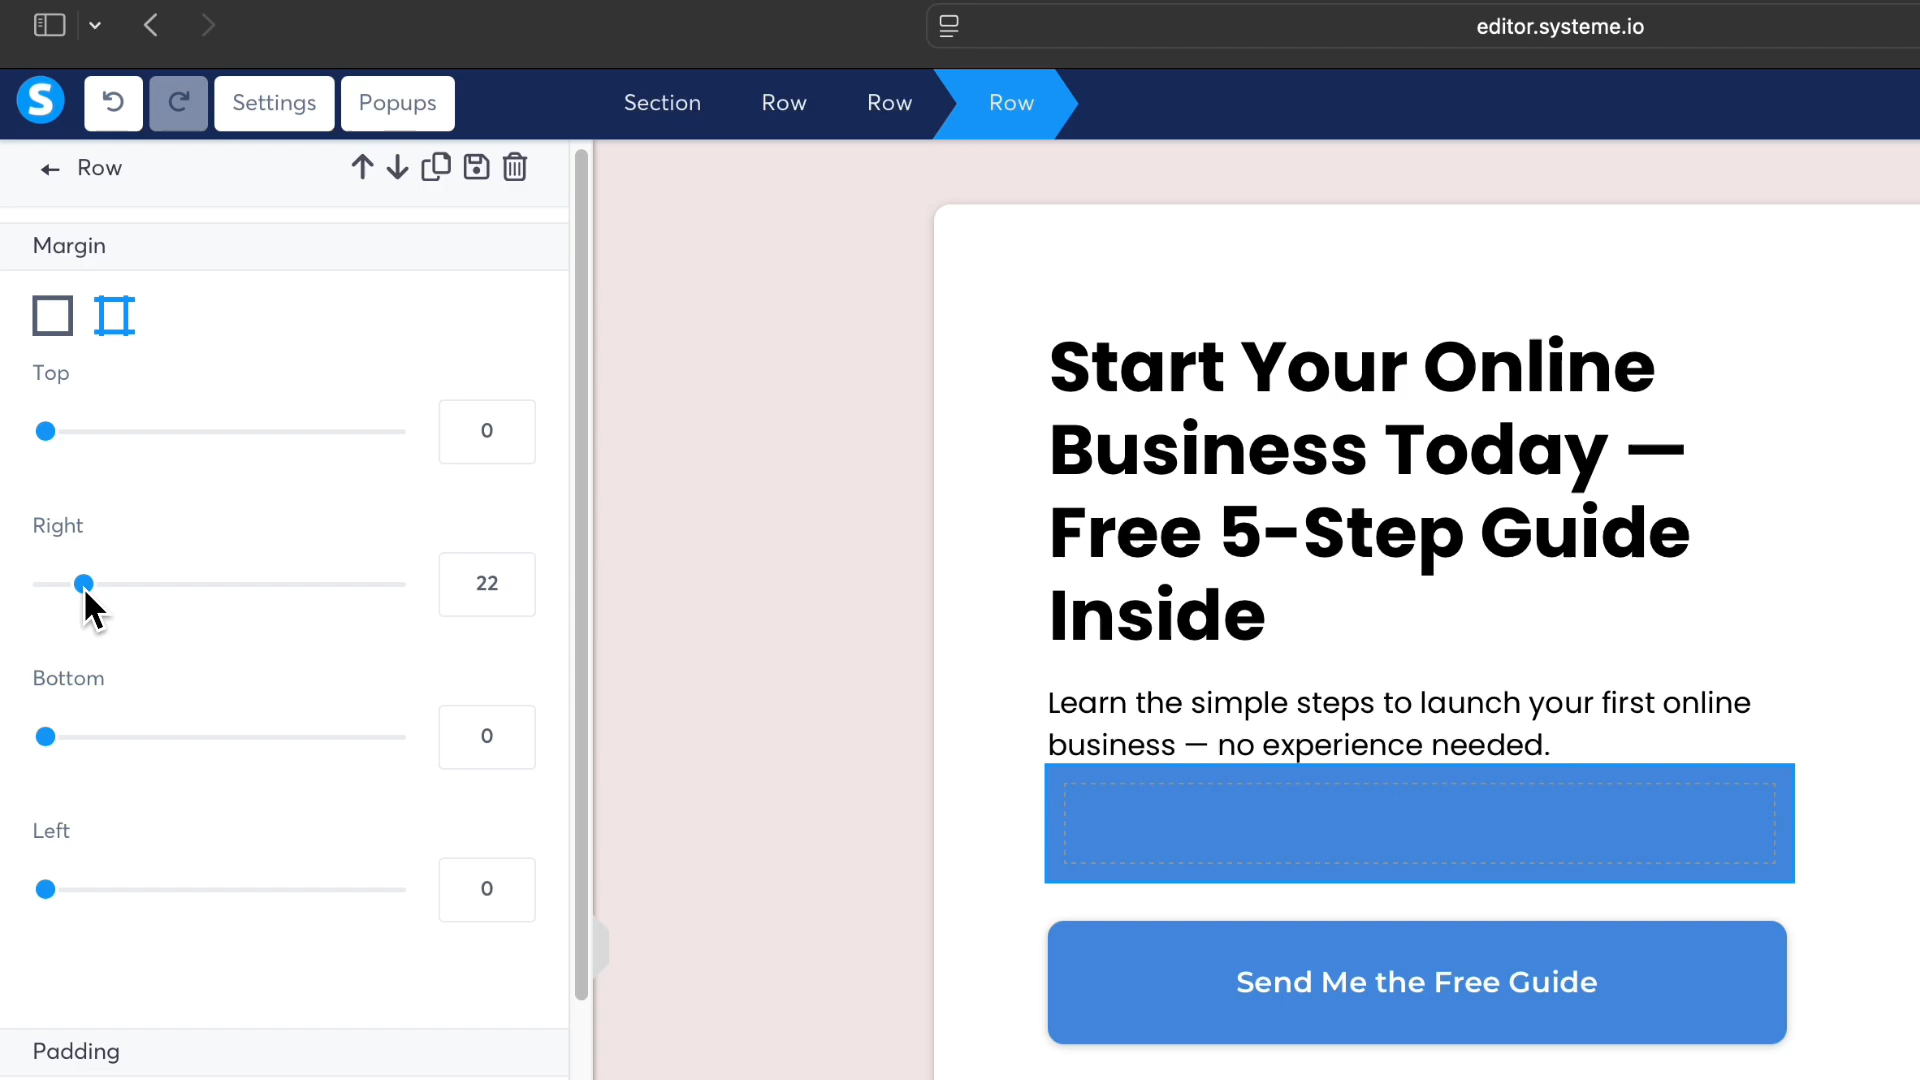 editor.systeme.io
S
Settings
Popups
Section
Row
Row
Row
Row
Margin
Top
0
Right
22
Bottom
0
Left
0
Padding
Start Your Online
Business Today —
Free 5-Step Guide
Inside
Learn the simple steps to launch your first online
business — no experience needed.
Send Me the Free Guide